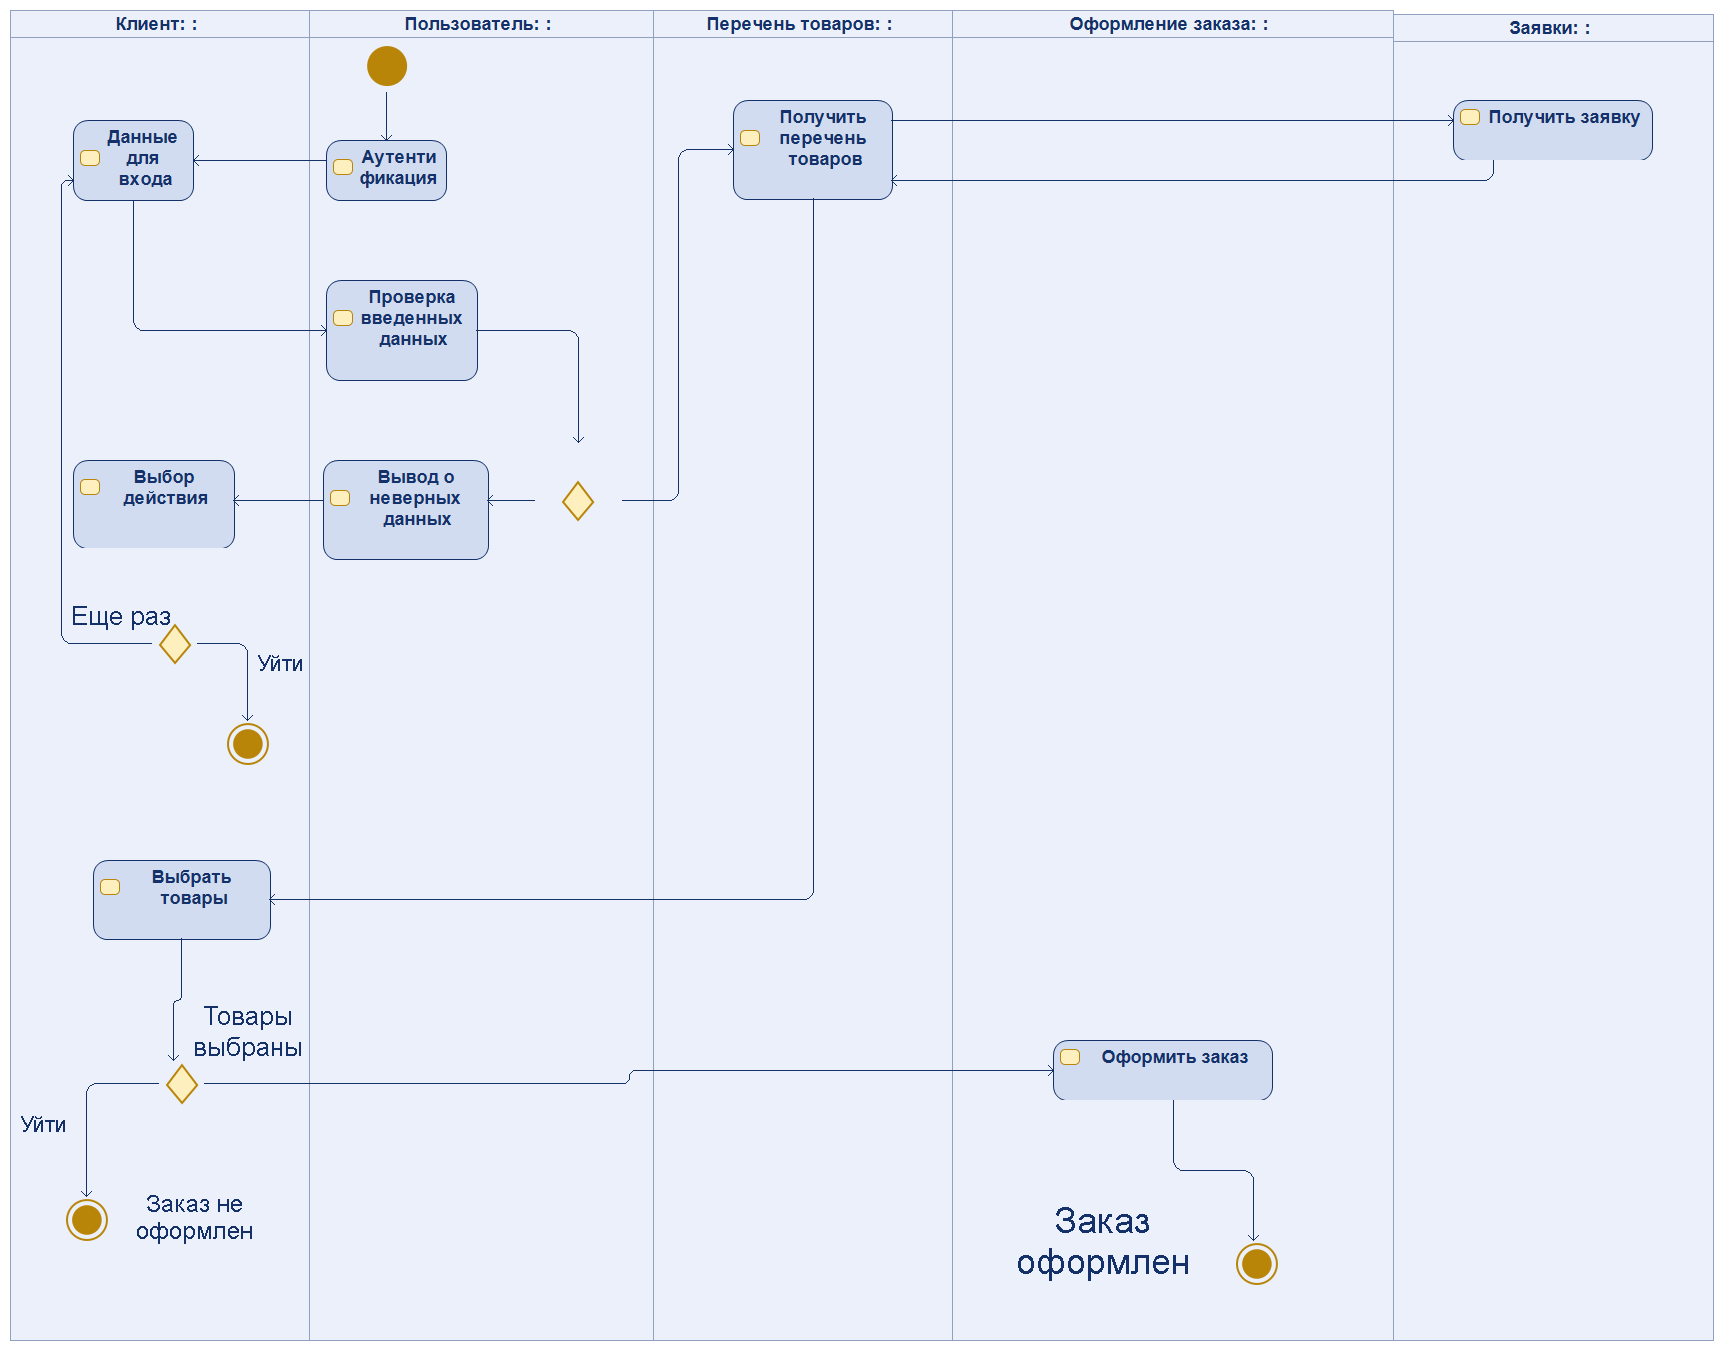 Клиент: :
Пользователь: :
Перечень товаров: :
Оформление заказа: :
Заявки: :
Данные
для
входа
Аутенти
фикация
Получить
перечень
товаров
Получить заявку
Проверка
введенных
данных
Выбор
действия
Вывод о
неверных
данных
Еще раз
Уйти
Выбрать
товары
Товары
выбраны
Оформить заказ
Уйти
Заказ не
оформлен
Заказ
оформлен